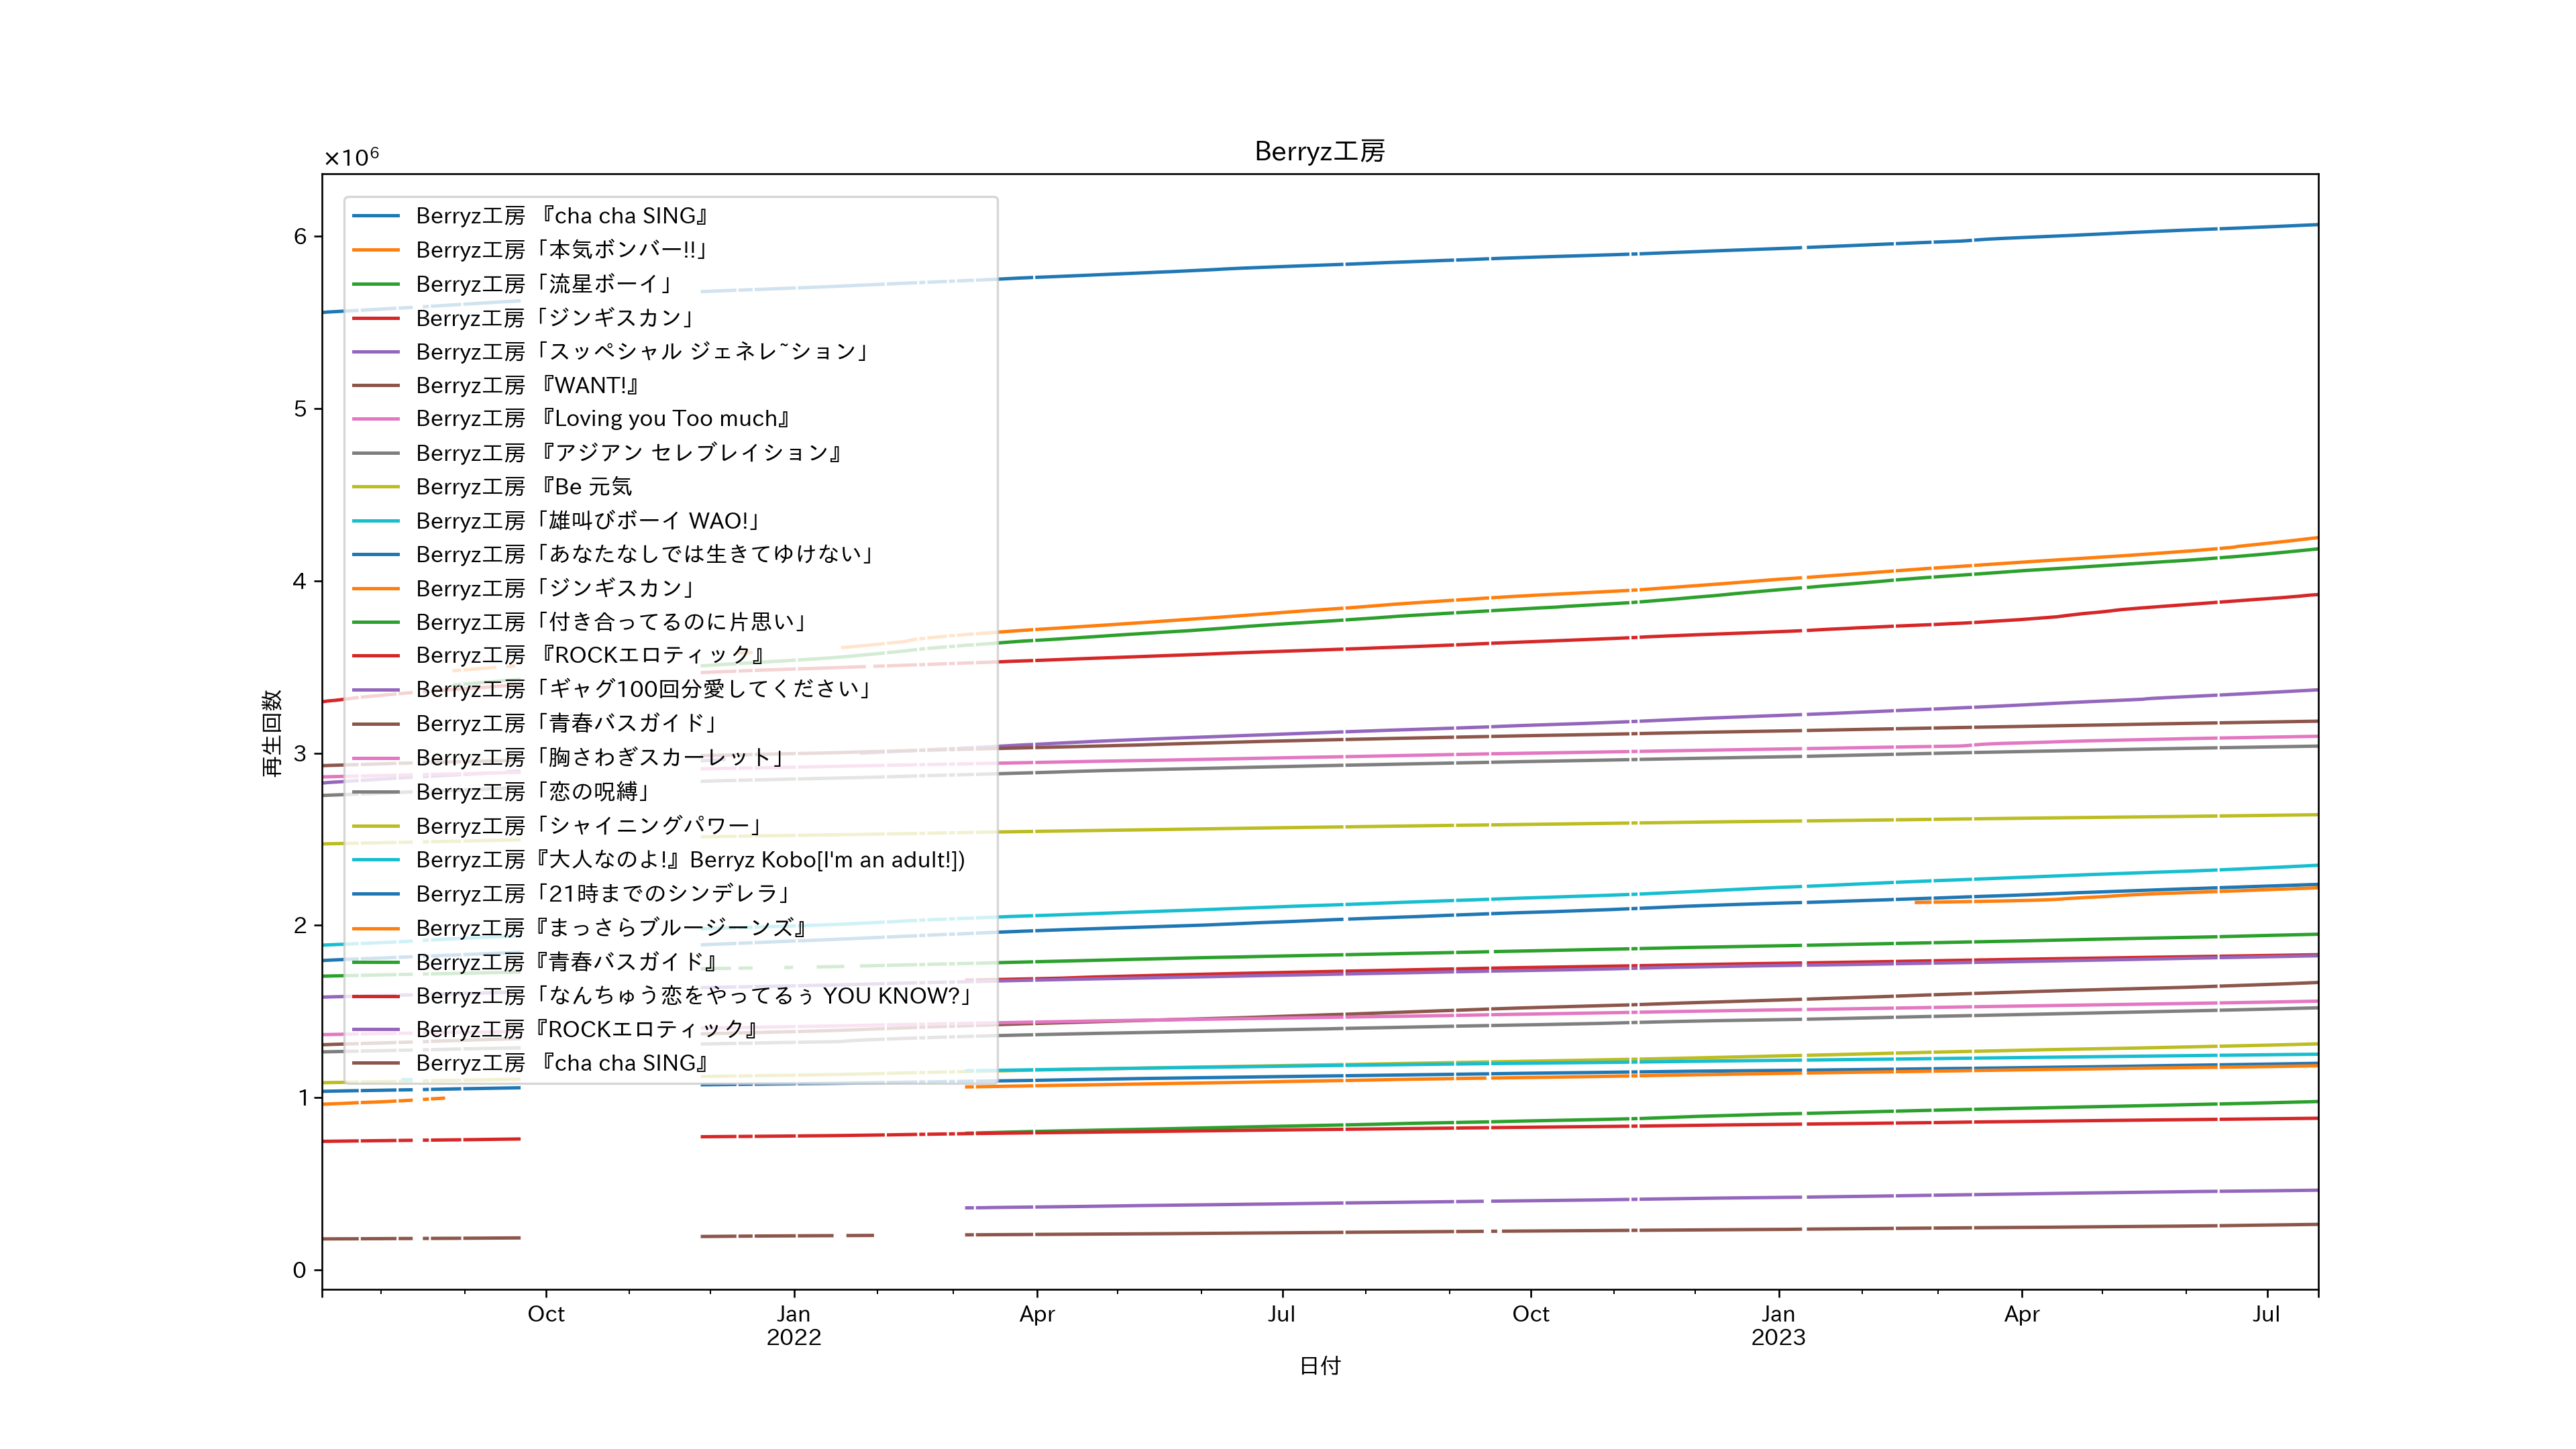 Berryz工房
×10⁶
Berryz工房 『cha cha SING』
Berryz工房「本気ボンバー!!」
Berryz工房「流星ボーイ」
Berryz工房「ジンギスカン」
Berryz工房「スッペシャル ジェネレ~ション」
Berryz工房 『WANT!』
Berryz工房 『Loving you Too much』
Berryz工房 『アジアン セレブレイション』
Berryz工房 『Be 元気
Berryz工房「雄叫びボーイ WAO!」
Berryz工房「あなたなしでは生きてゆけない」
Berryz工房「ジンギスカン」
Berryz工房「付き合ってるのに片思い」
Berryz工房 『ROCKエロティック』
Berryz工房「ギャグ100回分愛してください」
Berryz工房「青春バスガイド」
Berryz工房「胸さわぎスカーレット」
Berryz工房「恋の呪縛」
Berryz工房「シャイニングパワー」
Berryz工房『大人なのよ!』Berryz Kobo[I'm an adult!])
Berryz工房「21時までのシンデレラ」
Berryz工房『まっさらブルージーンズ』
Berryz工房『青春バスガイド』
Berryz工房「なんちゅう恋をやってるぅ YOU KNOW?」
Berryz工房『ROCKエロティック』
Berryz工房 『cha cha SING』
再生回数
6
5
4
3
2
1
0
Oct Jan Apr Jul Oct Jan Apr Jul
2022 2023
日付